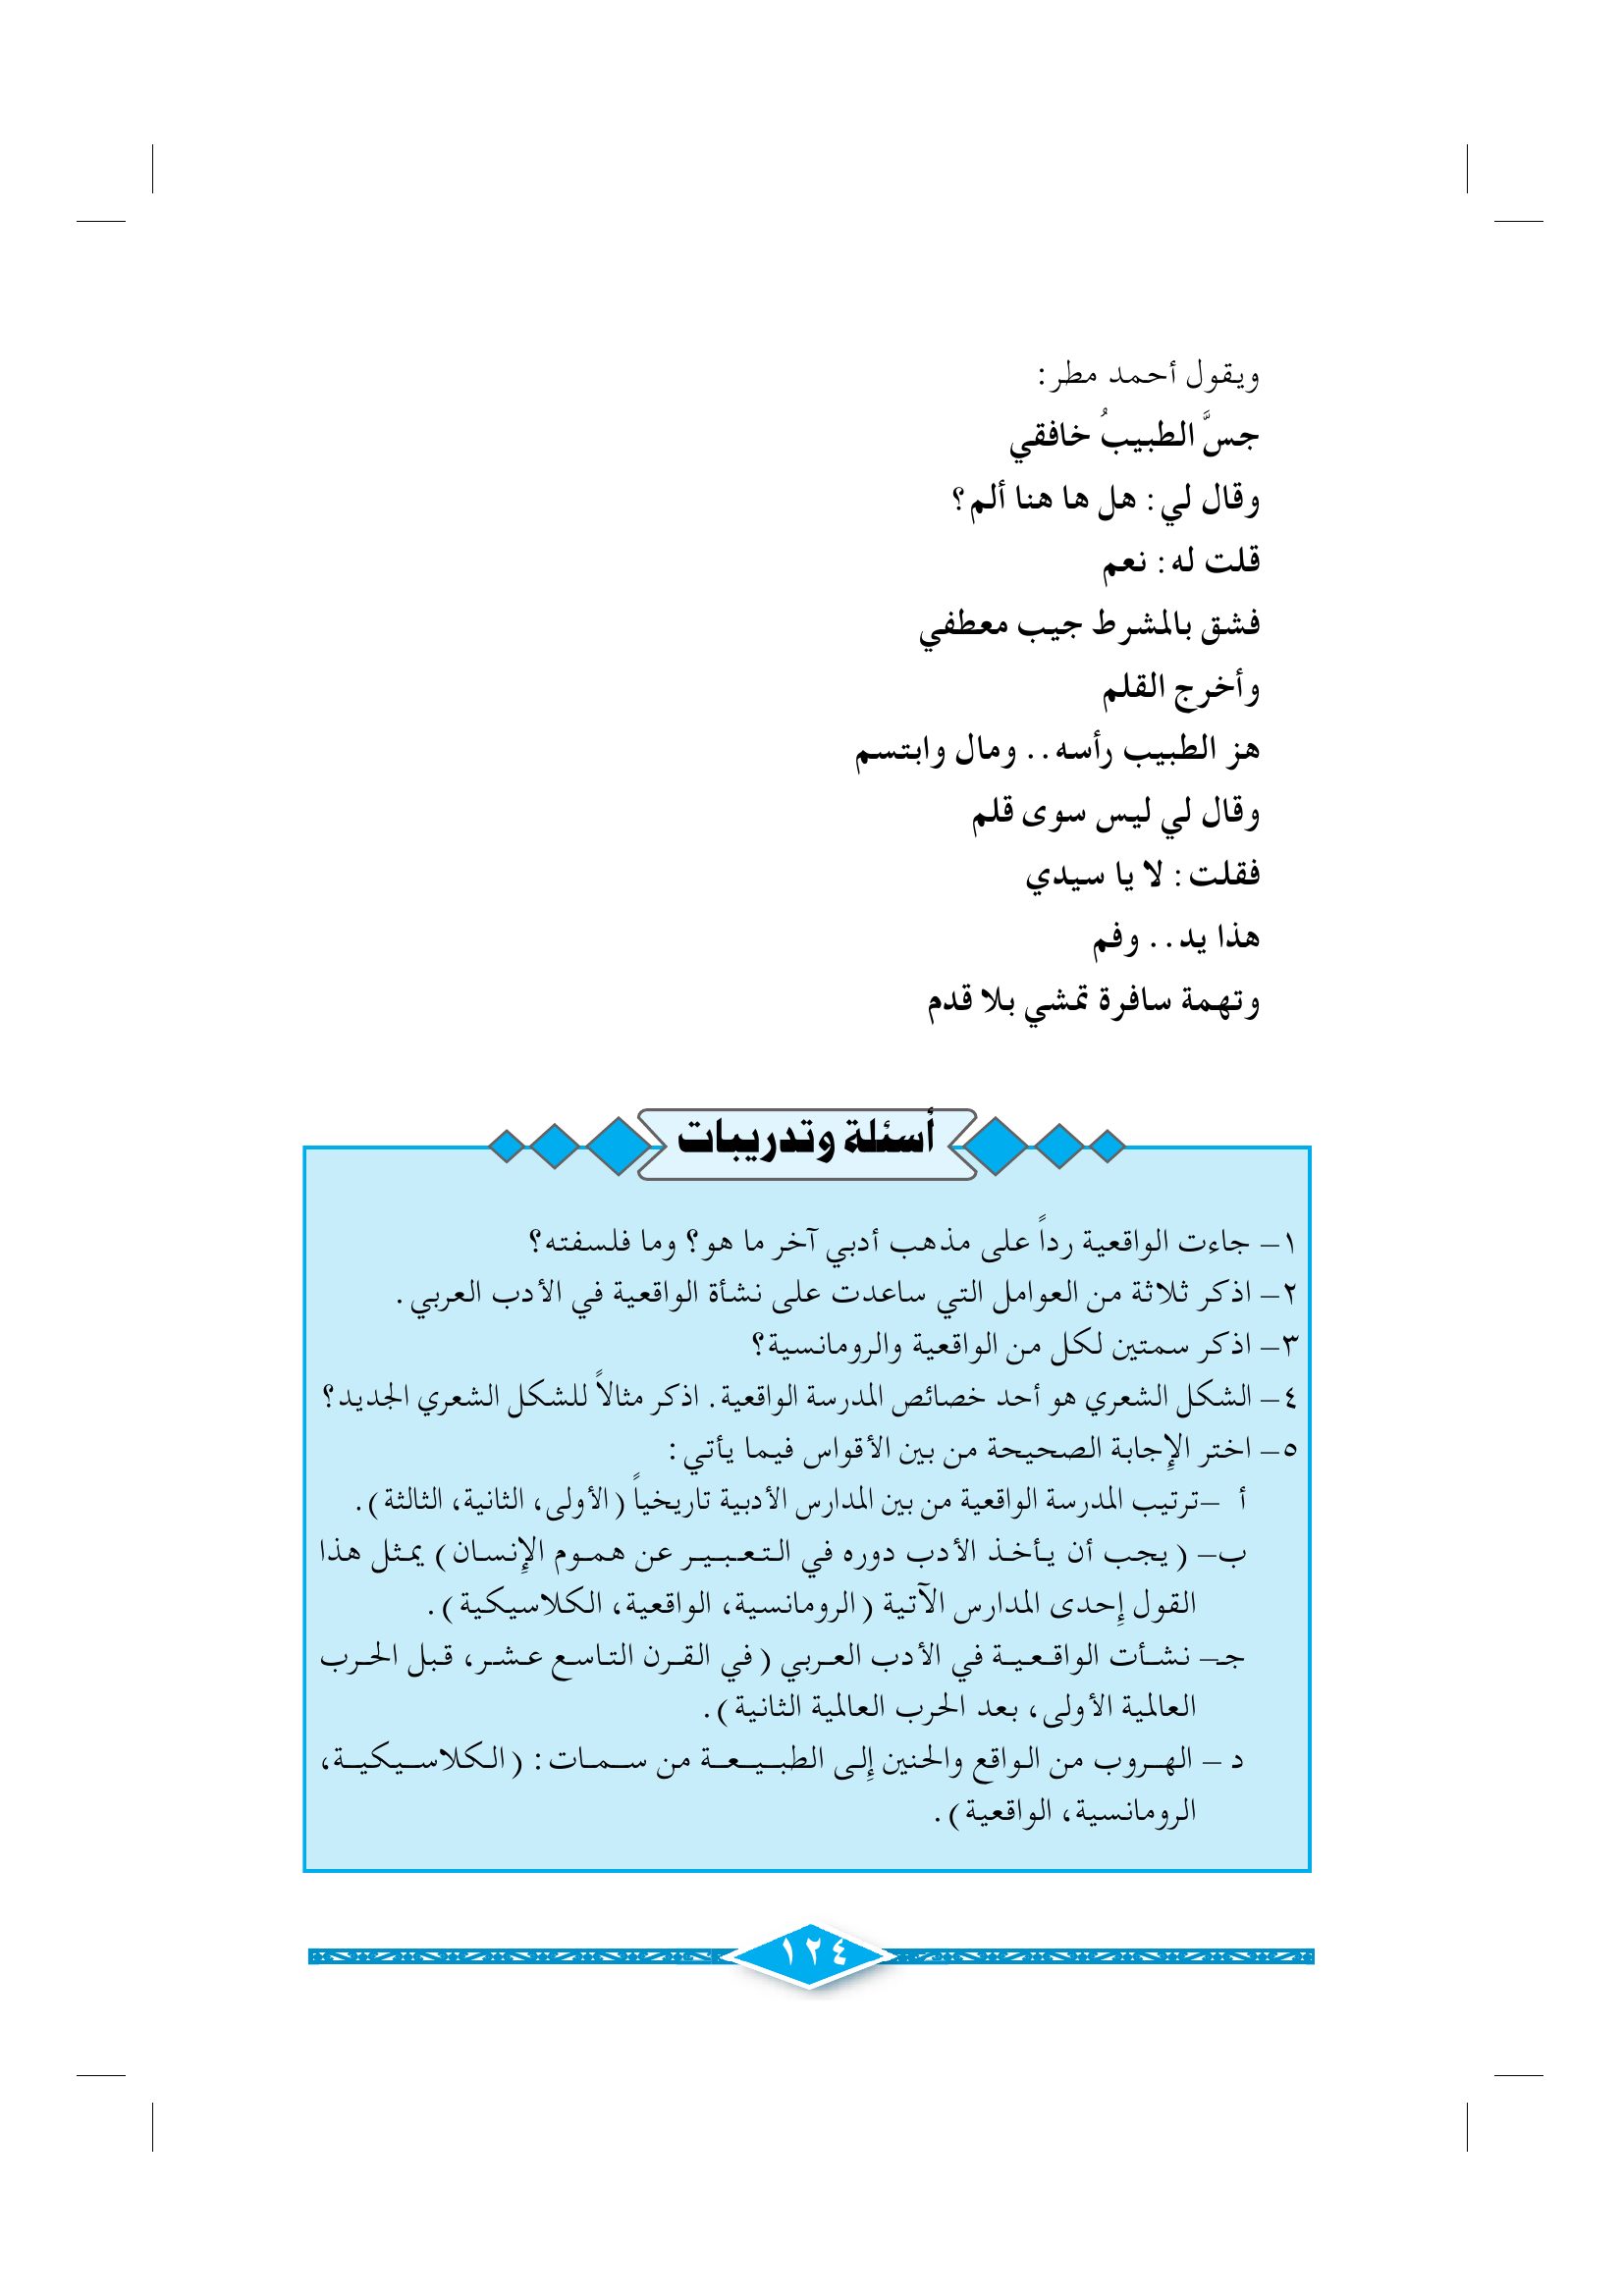 ويقول أحمد مطر:
جسَّ الطبيبُ خافقي
وقال لي: هل ها هنا ألم؟
قلت له: نعم
فشق بالمشرط جيب معطفي
وأخرج القلم
هز الطبيب رأسه.. ومال وابتسم
وقال لي ليس سوى قلم
فقلت: لا يا سيدي
هذا يد.. وفم
وتهمة سافرة تمشي بلا قدم
أسئلة وتدريبات
١– جاءت الواقعية رداً على مذهب أدبي آخر ما هو؟ وما فلسفته؟
٢– اذكر ثلاثة من العوامل التي ساعدت على نشأة الواقعية في الأدب العربي.
٣– اذكر سمتين لكل من الواقعية والرومانسية؟
٤– الشكل الشعري هو أحد خصائص المدرسة الواقعية. اذكر مثالاً للشكل الشعري الجديد؟
٥– اختر الإجابة الصحيحة من بين الأقواس فيما يأتي:
أ –ترتيب المدرسة الواقعية من بين المدارس الأدبية تاريخياً (الأولى، الثانية، الثالثة).
ب– (يجب أن يأخذ الأدب دوره في التعبير عن هموم الإنسان) يمثل هذا
القول إحدى المدارس الآتية (الرومانسية، الواقعية، الكلاسيكية).
جـ– نشأت الواقعية في الأدب العربي (في القرن التاسع عشر، قبل الحرب
العالمية الأولى، بعد الحرب العالمية الثانية).
د – الهروب من الواقع والحنين إلى الطبيعة من سمات: (الكلاسيكية،
الرومانسية، الواقعية).
١٢٤